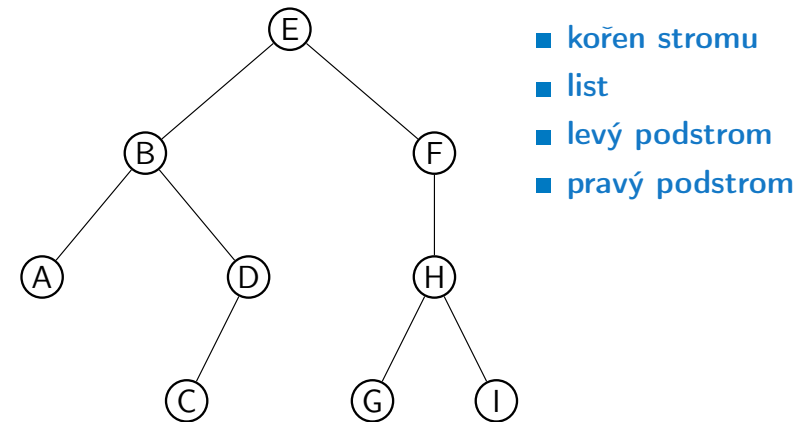 E
kořen stromu
list
B
F
levý podstrom
pravý podstrom
A
D
H
C
G
I